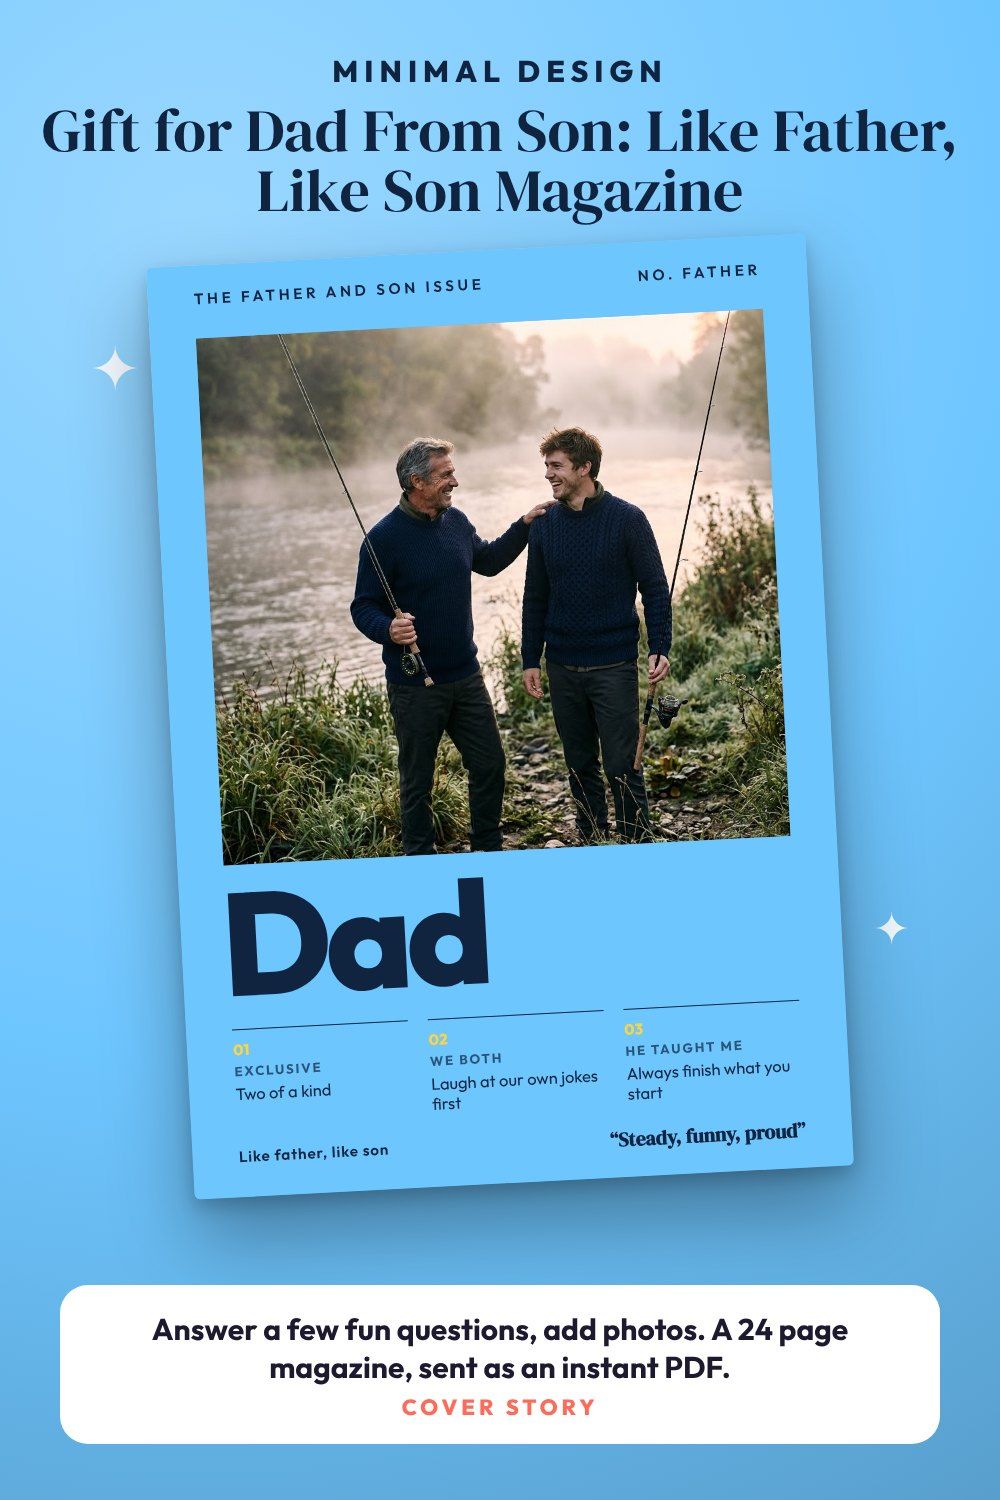 MINIMAL DESIGN
Gift for Dad From Son: Like Father,
Like Son Magazine
THE FATHER AND SON ISSUE
NO. FATHER
Dad
01
EXCLUSIVE
Two of a kind
02
WE BOTH
Laugh at our own jokes
first
03
HE TAUGHT ME
Always finish what you
start
Like father, like son
“Steady, funny, proud”
Answer a few fun questions, add photos. A 24 page
magazine, sent as an instant PDF.
COVER STORY